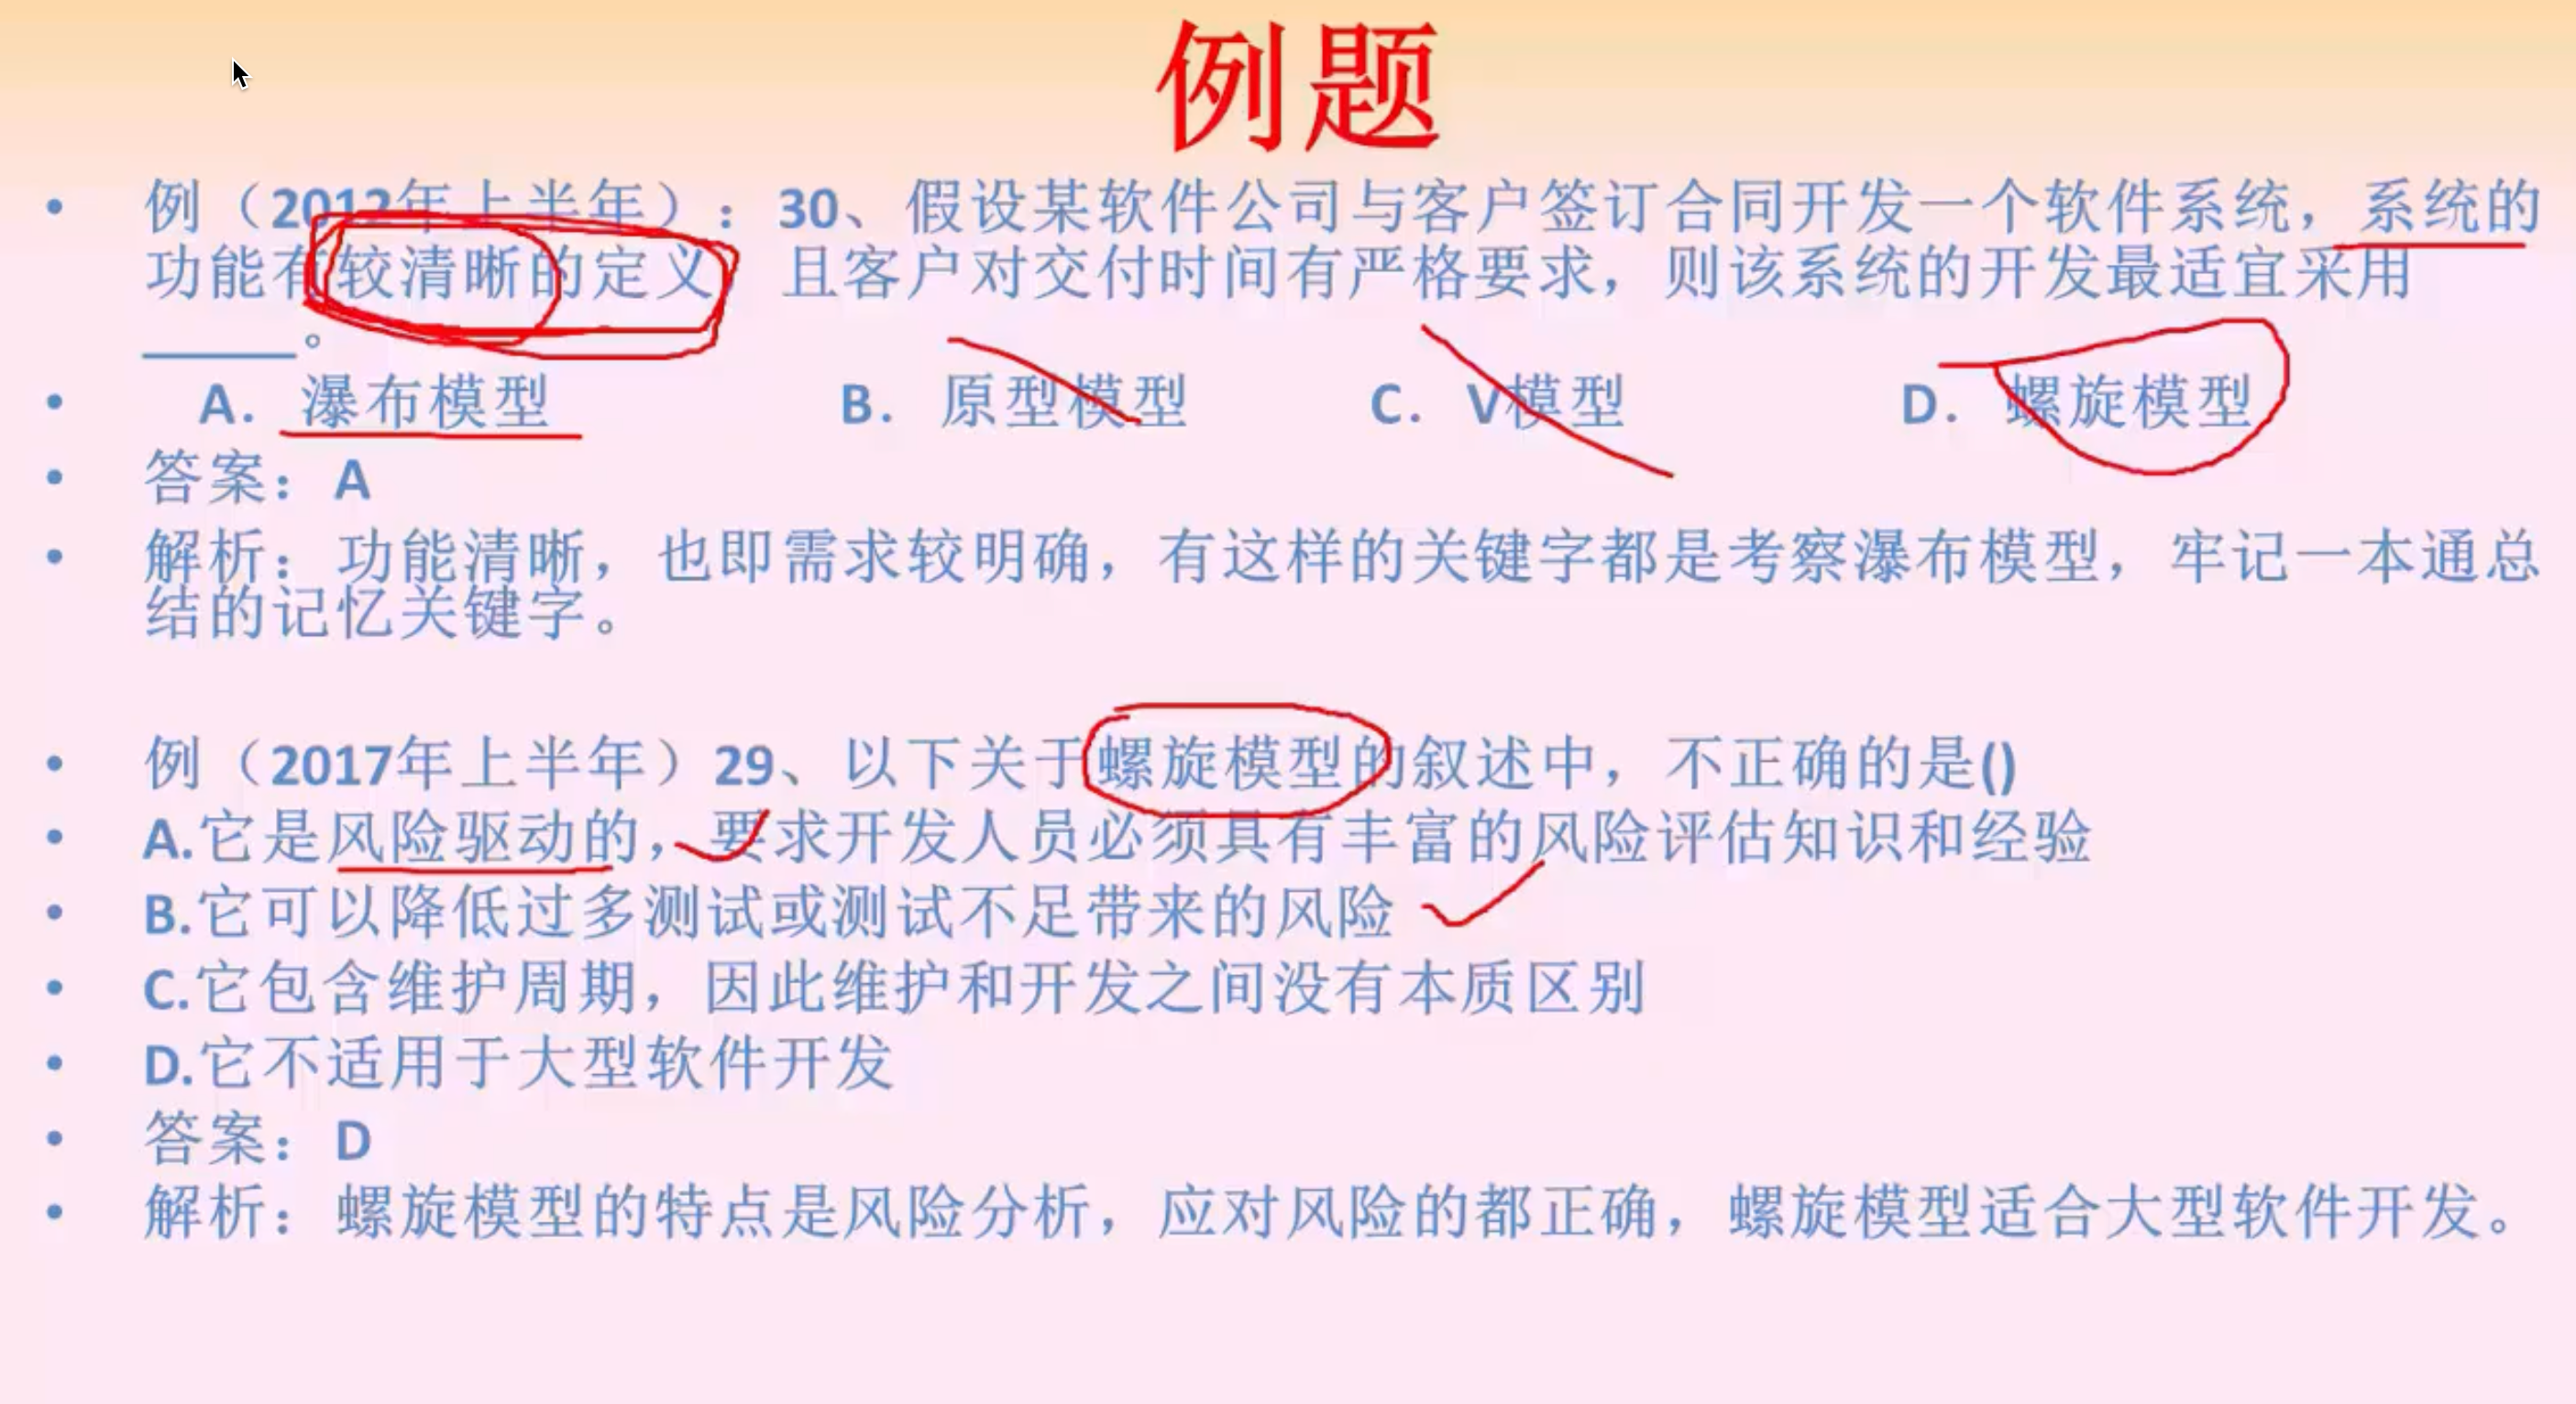 例题
• 例（2012年上半年）：30、假设某软件公司与客户签订合同开发一个软件系统，系统的
功能有较清晰的定义，且客户对交付时间有严格要求，则该系统的开发最适宜采用
_____。
• A. 瀑布模型 B. 原型模型 C. V模型 D. 螺旋模型
• 答案：A
• 解析：功能清晰，也即需求较明确，有这样的关键字都是考察瀑布模型，牢记一本通总
结的记忆关键字。
• 例（2017年上半年）29、以下关于螺旋模型的叙述中，不正确的是()
• A.它是风险驱动的，要求开发人员必须具有丰富的风险评估知识和经验
• B.它可以降低过多测试或测试不足带来的风险
• C.它包含维护周期，因此维护和开发之间没有本质区别
• D.它不适用于大型软件开发
• 答案：D
• 解析：螺旋模型的特点是风险分析，应对风险的都正确，螺旋模型适合大型软件开发。